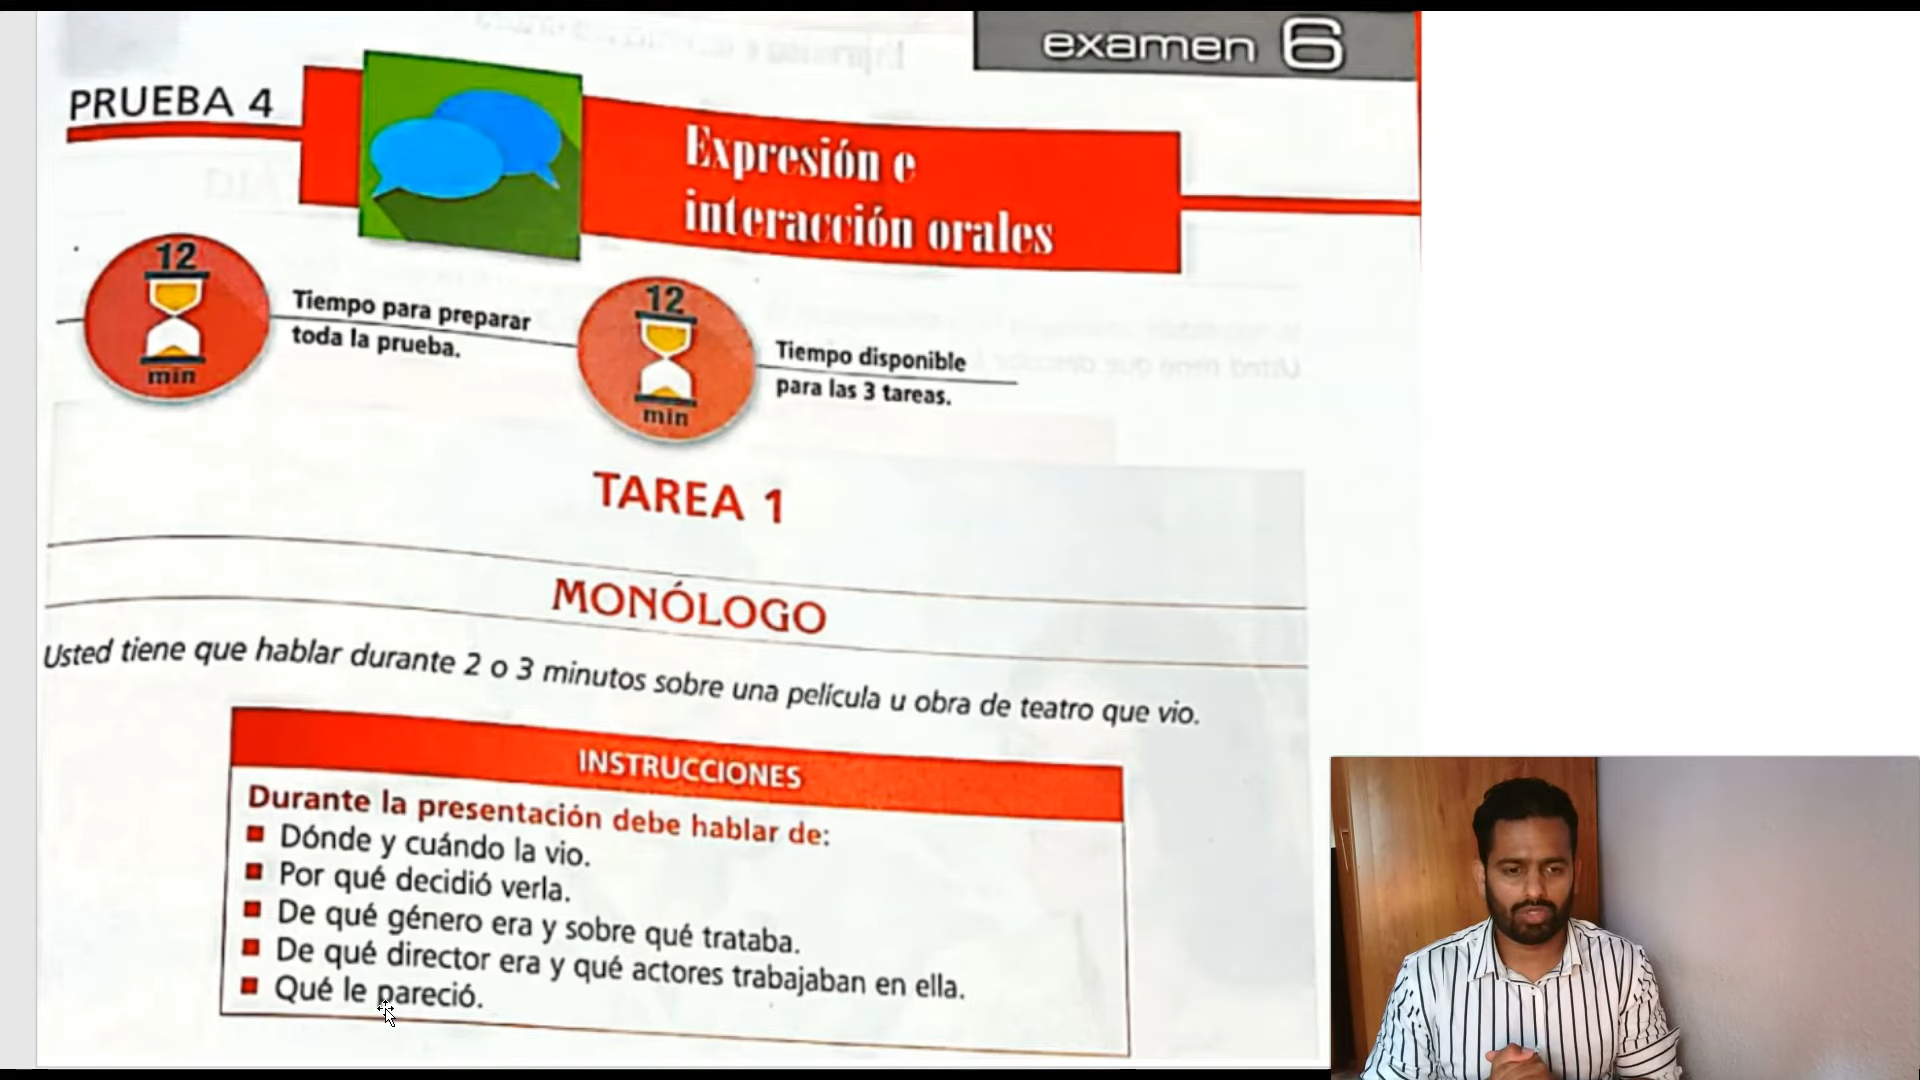 examen 6
PRUEBA 4
Expresión e
interacción orales
12
min
Tiempo para preparar
toda la prueba.
12
min
Tiempo disponible
para las 3 tareas.
TAREA 1
MONÓLOGO
Usted tiene que hablar durante 2 o 3 minutos sobre una película u obra de teatro que vio.
INSTRUCCIONES
Durante la presentación debe hablar de:
Dónde y cuándo la vio.
Por qué decidió verla.
De qué género era y sobre qué trataba.
De qué director era y qué actores trabajaban en ella.
Qué le pareció.